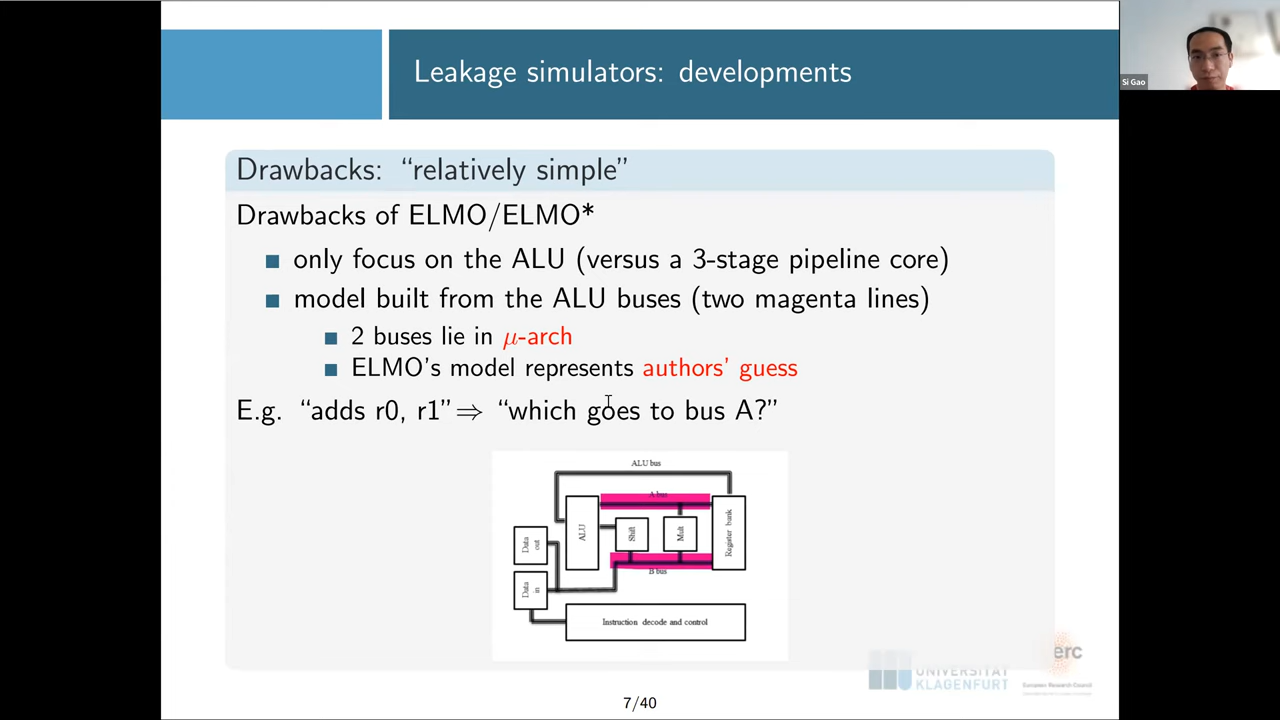 Leakage simulators: developments
Si Gao
Drawbacks: “relatively simple”
Drawbacks of ELMO/ELMO*
only focus on the ALU (versus a 3-stage pipeline core)
model built from the ALU buses (two magenta lines)
2 buses lie in μ-arch
ELMO's model represents authors' guess
E.g. “adds r0, r1”⇒ “which goes to bus A?”
ALU bus
A bus
ALU
Shift
Mult
Register bank
Data out
Data in
B bus
Instruction decode and control
erc
UNIVERSITÄT
KLAGENFURT
European Research Council
7/40